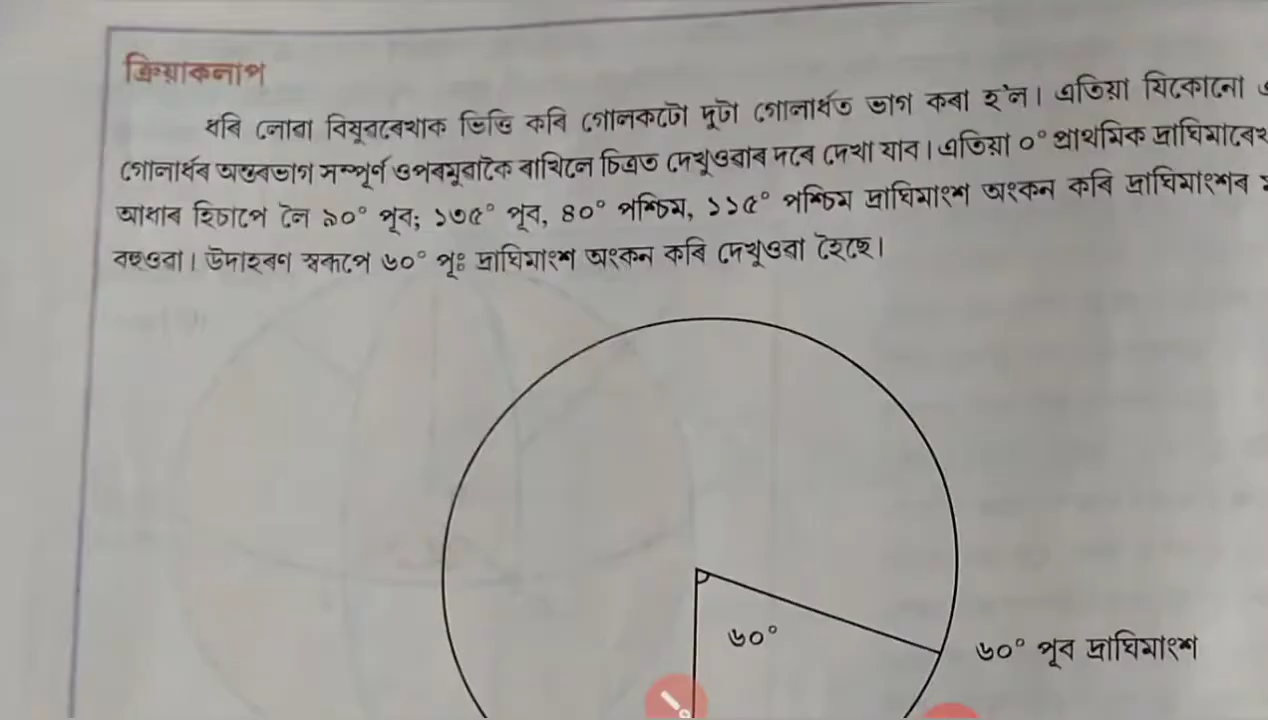 ক্ৰিয়াকলাপ
ধৰি লোৱা বিষুৱৰেখাক ভিত্তি কৰি গোলকটো দুটা গোলাৰ্ধত ভাগ কৰা হ'ল। এতিয়া যিকোনো
গোলাৰ্ধৰ অন্তৰভাগ সম্পূৰ্ণ ওপৰমুৱাকৈ ৰাখিলে চিত্ৰত দেখুওৱাৰ দৰে দেখা যাব। এতিয়া ০° প্ৰাথমিক
আধাৰ হিচাপে লৈ ৯০° পূব; ১৩৫° পূব, ৪০° পশ্চিম, ১১৫° পশ্চিম দ্ৰাঘিমাংশ অংকন কৰি দ্ৰাঘিমাংশৰ
বহুওৱা। উদাহৰণ স্বৰূপে ৬০° পূঃ দ্ৰাঘিমাংশ অংকন কৰি দেখুওৱা হৈছে।
৬০°
৬০° পূব দ্ৰাঘিমাংশ